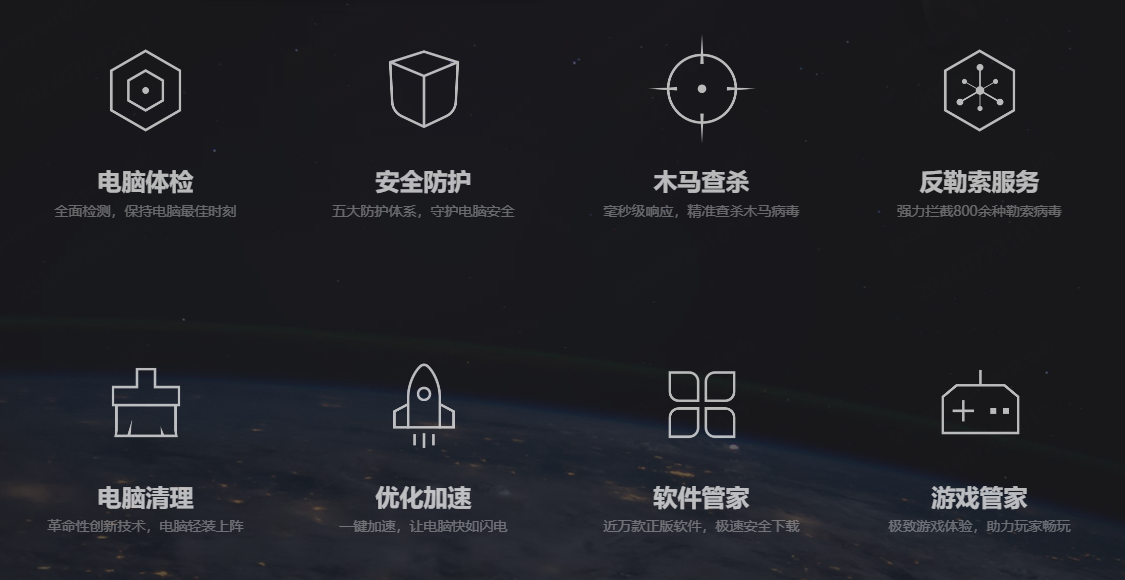 电脑体检
全面检测，保持电脑最佳时刻
安全防护
五大防护体系，守护电脑安全
木马查杀
毫秒级响应，精准查杀木马病毒
反勒索服务
强力拦截800余种勒索病毒
电脑清理
革命性创新技术，电脑轻装上阵
优化加速
一键加速，让电脑快如闪电
软件管家
近万款正版软件，极速安全下载
游戏管家
极致游戏体验，助力玩家畅玩